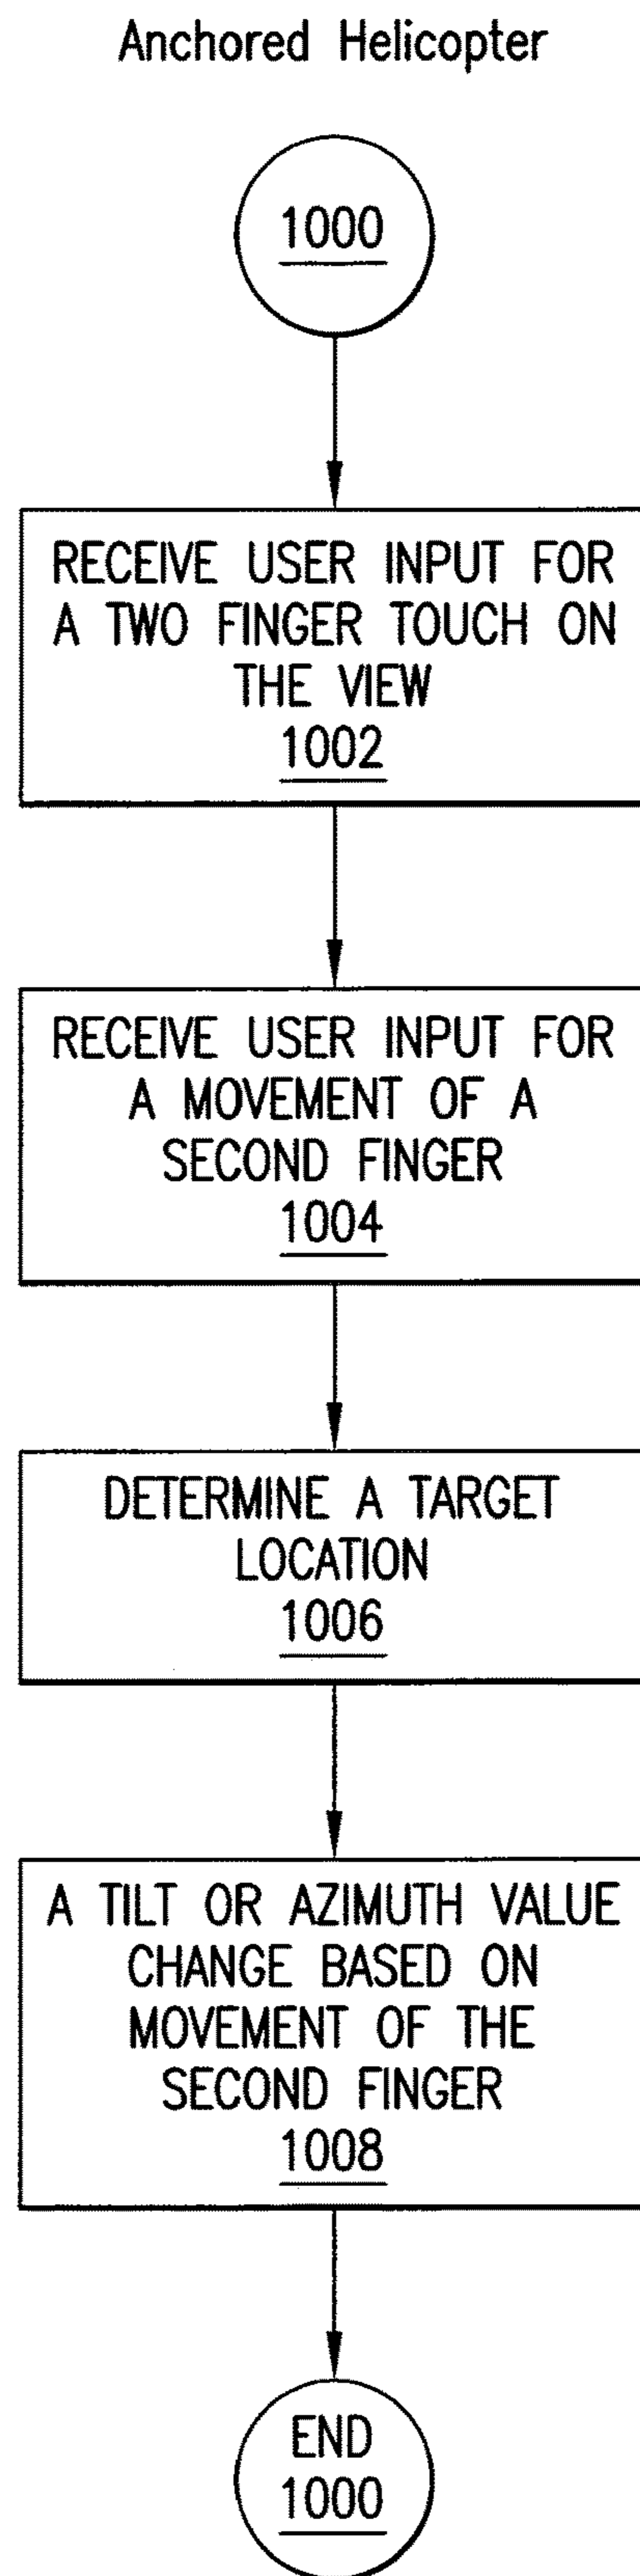 Anchored Helicopter
1000
RECEIVE USER INPUT FOR
A TWO FINGER TOUCH ON
THE VIEW
1002
RECEIVE USER INPUT FOR
A MOVEMENT OF A
SECOND FINGER
1004
DETERMINE A TARGET
LOCATION
1006
A TILT OR AZIMUTH VALUE
CHANGE BASED ON
MOVEMENT OF THE
SECOND FINGER
1008
END
1000